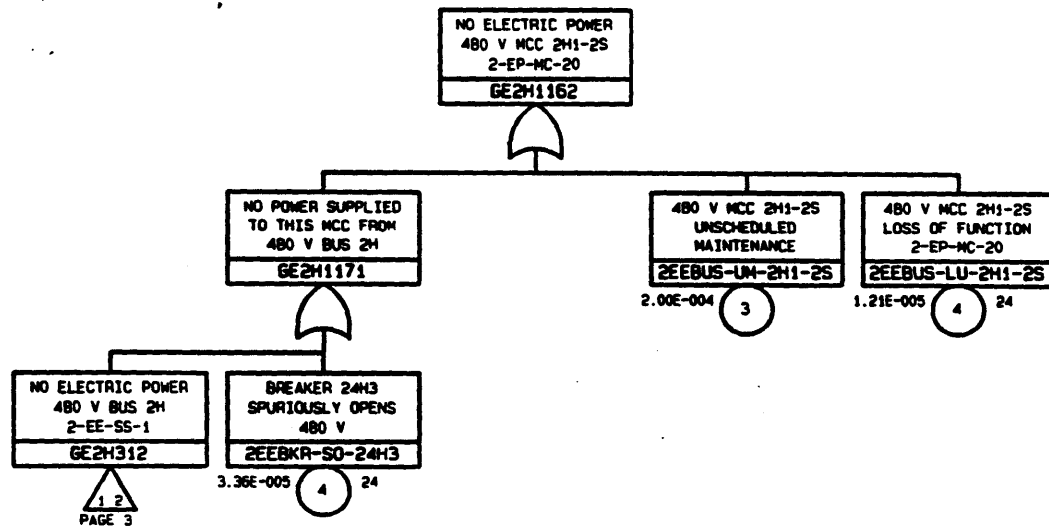 NO ELECTRIC POWER
480 V MCC 2H1-2S
2-EP-MC-20
GE2H1162
NO POWER SUPPLIED
TO THIS MCC FROM
480 V BUS 2H
GE2H1171
480 V MCC 2H1-2S
UNSCHEDULED
MAINTENANCE
2EEBUS-UM-2H1-2S
2.00E-004
3
480 V MCC 2H1-2S
LOSS OF FUNCTION
2-EP-MC-20
2EEBUS-LU-2H1-2S
1.21E-005
4
24
NO ELECTRIC POWER
480 V BUS 2H
2-EE-SS-1
GE2H312
1 2
PAGE 3
BREAKER 24H3
SPURIOUSLY OPENS
480 V
2EEBKR-SO-24H3
3.36E-005
4
24